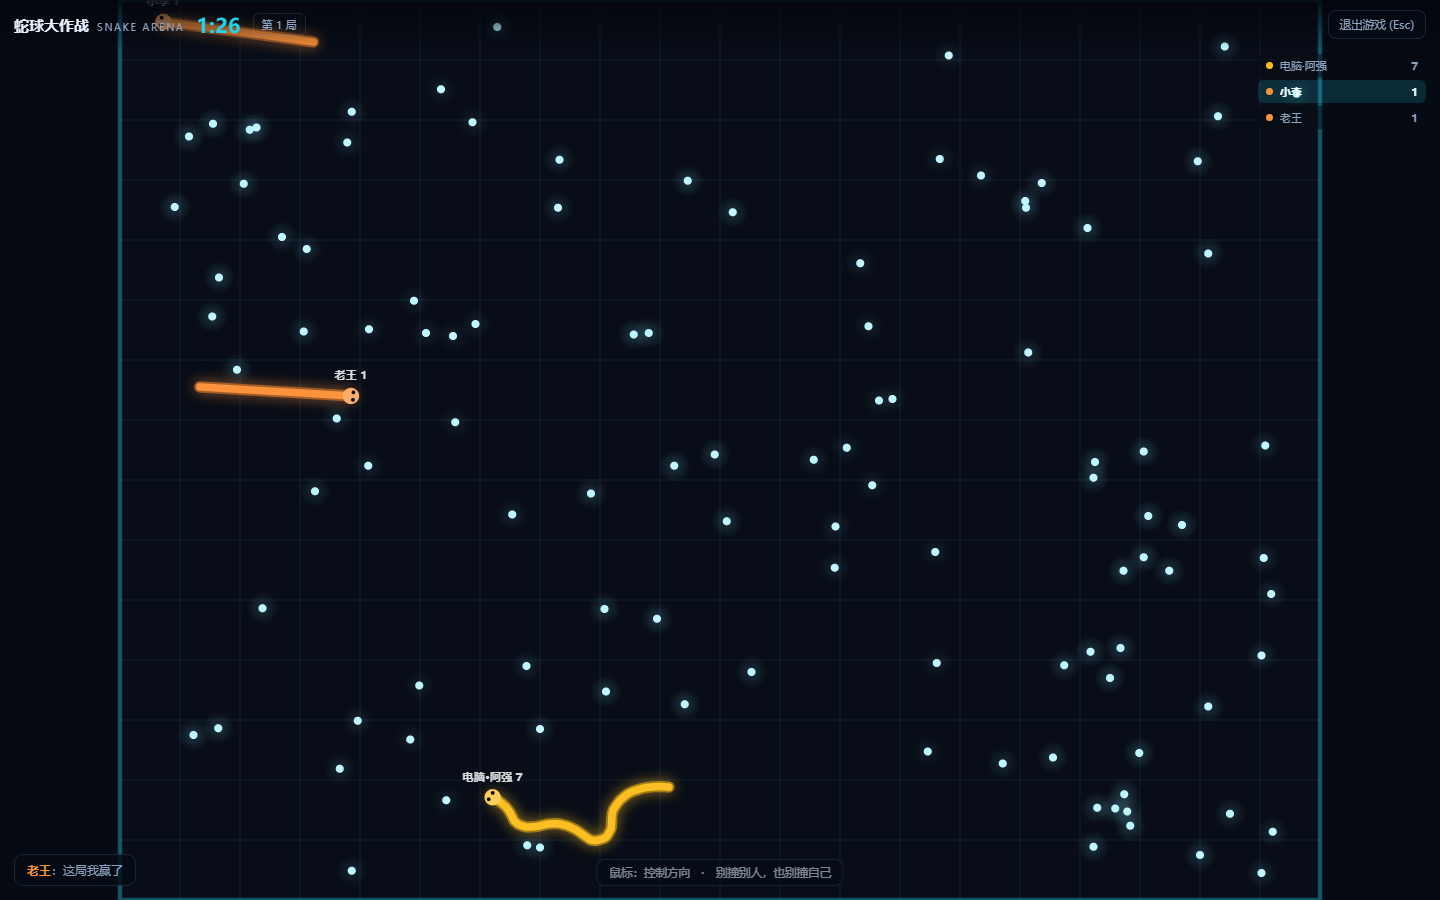 蛇球大作战 SNAKE ARENA 1:26 第 1 局
退出游戏 (Esc)
电脑·阿强 7
小李 1
老王 1
老王 1
电脑·阿强 7
老王：这局我赢了
鼠标：控制方向 · 别撞别人，也别撞自己